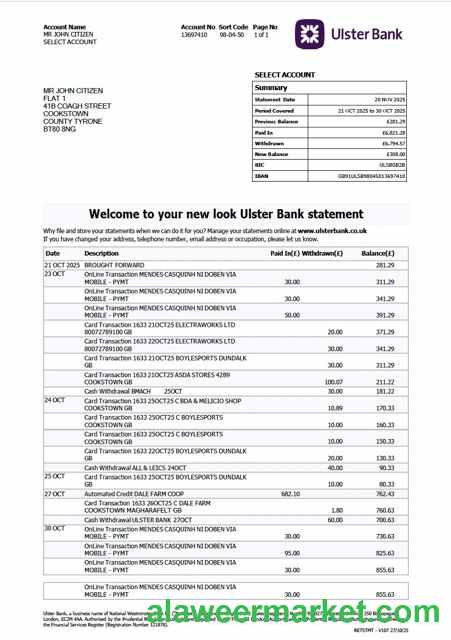 Account Name
MR JOHN CITIZEN
SELECT ACCOUNT
Account No Sort Code Page No
13697410 98-04-50 1 of 1
Ulster Bank
SELECT ACCOUNT
Summary
Statement Date 20 NOV 2025
Period Covered 21 OCT 2025 to 30 OCT 2025
Previous Balance £281.29
Paid In £6,821.28
Withdrawn £6,794.57
New Balance £308.00
BIC ULSBGB2B
IBAN GB91ULSB98045013697410
MR JOHN CITIZEN
FLAT 1
41B COAGH STREET
COOKSTOWN
COUNTY TYRONE
BT80 8NG
Welcome to your new look Ulster Bank statement
Why file and store your statements when we can do it for you? Manage your statements online at www.ulsterbank.co.uk
If you have changed your address, telephone number, email address or occupation, please let us know.
Date Description Paid In(£) Withdrawn(£) Balance(£)
21 OCT 2025 BROUGHT FORWARD 281.29
23 OCT OnLine Transaction MENDES CASQUINH NI DOBEN VIA
MOBILE - PYMT 30.00 311.29
OnLine Transaction MENDES CASQUINH NI DOBEN VIA
MOBILE - PYMT 30.00 341.29
OnLine Transaction MENDES CASQUINH NI DOBEN VIA
MOBILE - PYMT 50.00 391.29
Card Transaction 1633 21OCT25 ELECTRAWORKS LTD
80072789100 GB 20.00 371.29
Card Transaction 1633 22OCT25 ELECTRAWORKS LTD
80072789100 GB 30.00 341.29
Card Transaction 1633 21OCT25 BOYLESPORTS DUNDALK
GB 30.00 311.29
Card Transaction 1633 21OCT25 ASDA STORES 4289
COOKSTOWN GB 100.07 211.22
Cash Withdrawal BMACH 25OCT 30.00 181.22
24 OCT Card Transaction 1633 25OCT25 C BDA & MELICIO SHOP
COOKSTOWN GB 10.89 170.33
Card Transaction 1633 25OCT25 C BOYLESPORTS
COOKSTOWN GB 10.00 160.33
Card Transaction 1633 25OCT25 C BOYLESPORTS
COOKSTOWN GB 10.00 150.33
Card Transaction 1633 22OCT25 BOYLESPORTS DUNDALK
GB 20.00 130.33
Cash Withdrawal ALL & LEICS 24OCT 40.00 90.33
25 OCT Card Transaction 1633 25OCT25 BOYLESPORTS DUNDALK
GB 10.00 80.33
27 OCT Automated Credit DALE FARM COOP 682.10 762.43
Card Transaction 1633 26OCT25 C DALE FARM
COOKSTOWN MAGHARAFELT GB 1.80 760.63
Cash Withdrawal ULSTER BANK 27OCT 60.00 700.63
30 OCT OnLine Transaction MENDES CASQUINH NI DOBEN VIA
MOBILE - PYMT 30.00 730.63
OnLine Transaction MENDES CASQUINH NI DOBEN VIA
MOBILE - PYMT 95.00 825.63
OnLine Transaction MENDES CASQUINH NI DOBEN VIA
MOBILE - PYMT 30.00 855.63
OnLine Transaction MENDES CASQUINH NI DOBEN VIA
MOBILE - PYMT 30.00 855.63
Ulster Bank, a business name of National Westminster
London, EC2M 4AA. Authorised by the Prudential
the Financial Services Register (Registration Number 121878).
RETSTMT - V107 27/10/25
alaweermarket.com